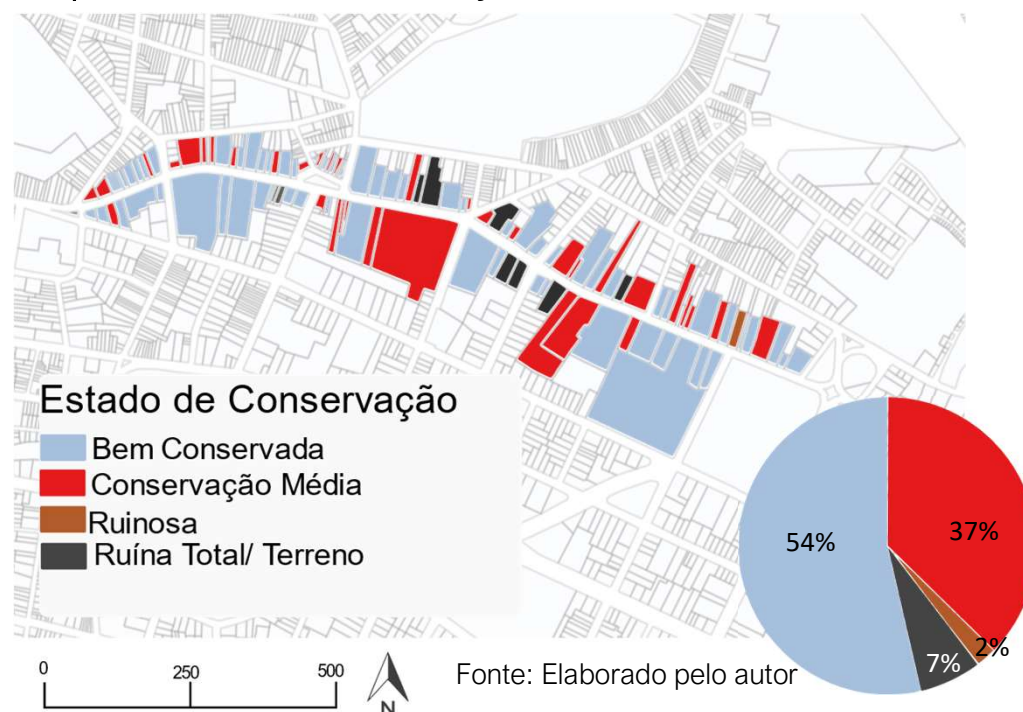 Estado de Conservação
Bem Conservada
Conservação Média
Ruinosa
Ruína Total/ Terreno
54%
37%
2%
7%
0 250 500
N
Fonte: Elaborado pelo autor